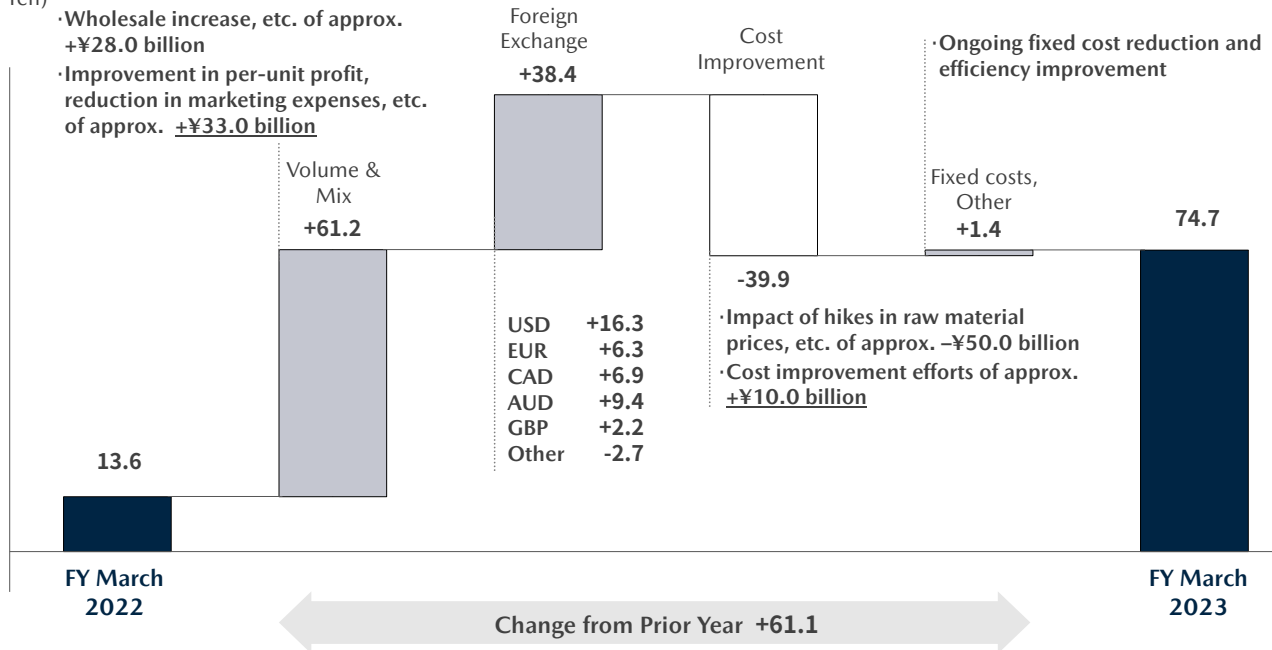 Yen)
·Wholesale increase, etc. of approx.
+¥28.0 billion
·Improvement in per-unit profit,
reduction in marketing expenses, etc.
of approx. +¥33.0 billion
Volume &
Mix
+61.2
Foreign
Exchange
+38.4
Cost
Improvement
·Ongoing fixed cost reduction and
efficiency improvement
Fixed costs,
Other
+1.4
74.7
-39.9
USD +16.3
EUR +6.3
CAD +6.9
AUD +9.4
GBP +2.2
Other -2.7
·Impact of hikes in raw material
prices, etc. of approx. –¥50.0 billion
·Cost improvement efforts of approx.
+¥10.0 billion
13.6
FY March
2022
FY March
2023
Change from Prior Year +61.1